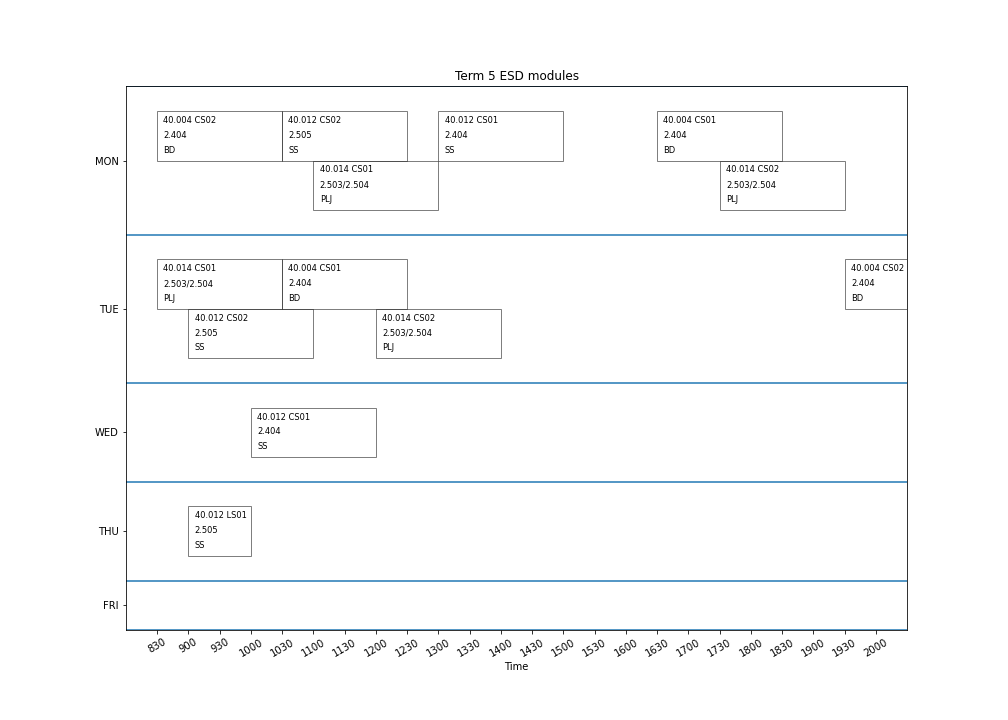 Term 5 ESD modules
MON
40.004 CS02
2.404
BD
40.012 CS02
2.505
SS
40.012 CS01
2.404
SS
40.004 CS01
2.404
BD
40.014 CS01
2.503/2.504
PLJ
40.014 CS02
2.503/2.504
PLJ
TUE
40.014 CS01
2.503/2.504
PLJ
40.004 CS01
2.404
BD
40.004 CS02
2.404
BD
40.012 CS02
2.505
SS
40.014 CS02
2.503/2.504
PLJ
WED
40.012 CS01
2.404
SS
THU
40.012 LS01
2.505
SS
FRI
830 900 930 1000 1030 1100 1130 1200 1230 1300 1330 1400 1430 1500 1530 1600 1630 1700 1730 1830 1900 1930 2000
Time